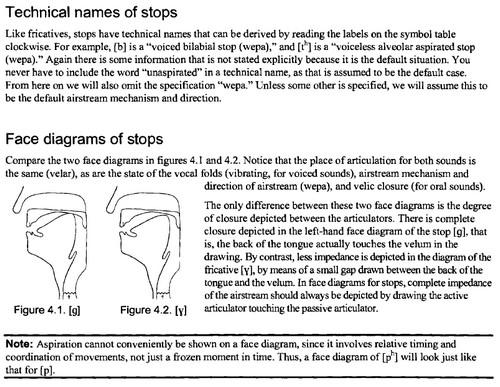 Technical names of stops
Like fricatives, stops have technical names that can be derived by reading the labels on the symbol table
clockwise. For example, [b] is a “voiced bilabial stop (wepa),” and [tʰ] is a “voiceless alveolar aspirated stop
(wepa).” Again there is some information that is not stated explicitly because it is the default situation. You
never have to include the word “unaspirated” in a technical name, as that is assumed to be the default case.
From here on we will also omit the specification “wepa.” Unless some other is specified, we will assume this to
be the default airstream mechanism and direction.
Face diagrams of stops
Compare the two face diagrams in figures 4.1 and 4.2. Notice that the place of articulation for both sounds is
the same (velar), as are the state of the vocal folds (vibrating, for voiced sounds), airstream mechanism and
direction of airstream (wepa), and velic closure (for oral sounds).
The only difference between these two face diagrams is the degree
of closure depicted between the articulators. There is complete
closure depicted in the left-hand face diagram of the stop [g], that
is, the back of the tongue actually touches the velum in the
drawing. By contrast, less impedance is depicted in the diagram of the
fricative [ɣ], by means of a small gap drawn between the back of the
tongue and the velum. In face diagrams for stops, complete impedance
of the airstream should always be depicted by drawing the active
articulator touching the passive articulator.
Figure 4.1. [g]
Figure 4.2. [ɣ]
Note: Aspiration cannot conveniently be shown on a face diagram, since it involves relative timing and
coordination of movements, not just a frozen moment in time. Thus, a face diagram of [pʰ] will look just like
that for [p].